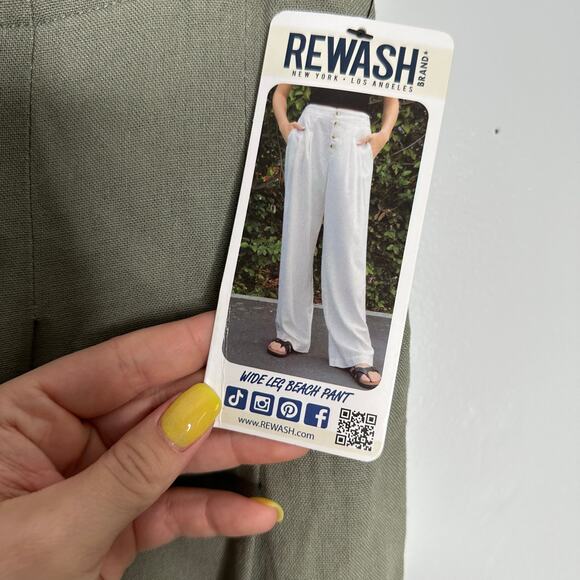 REWASH
BRAND®
NEW YORK • LOS ANGELES
WIDE LEG BEACH PANT
www.REWASH.com